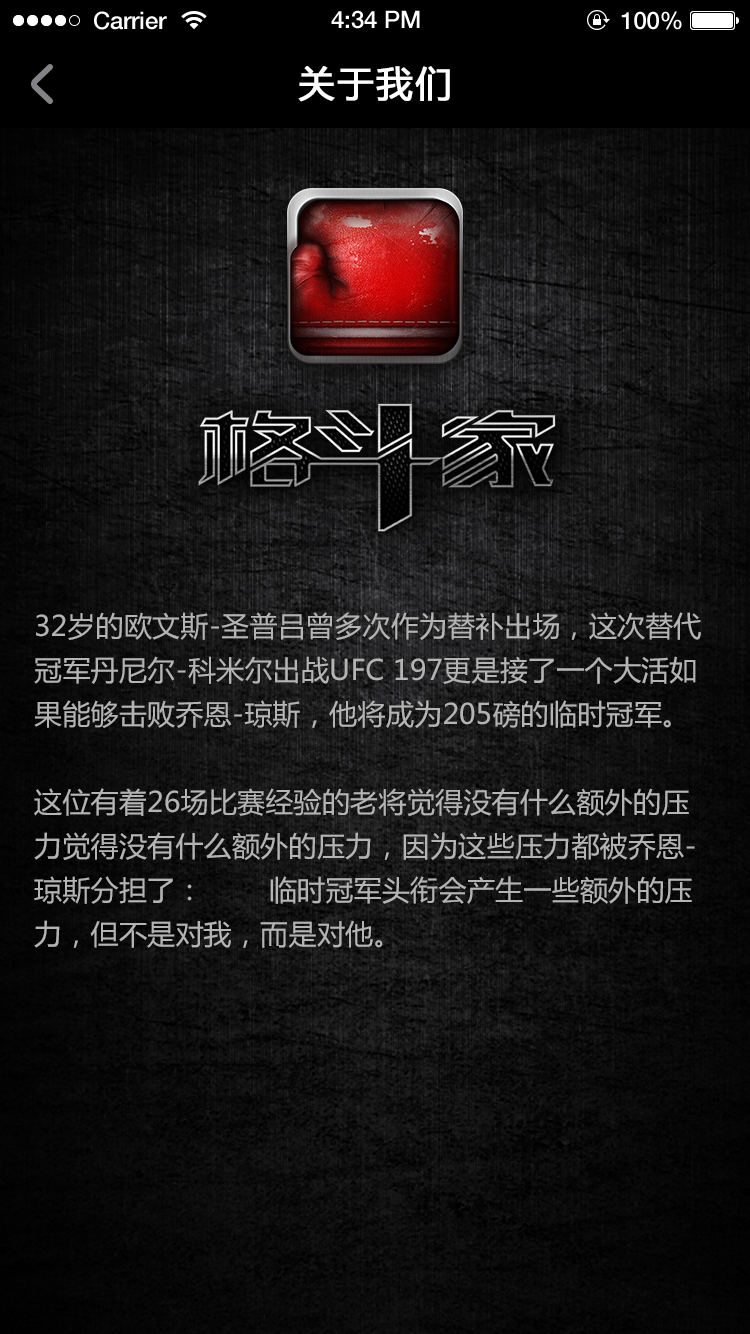 Carrier 4:34 PM 100%
关于我们
格斗家
32岁的欧文斯-圣普吕曾多次作为替补出场，这次替代
冠军丹尼尔-科米尔出战UFC 197更是接了一个大活如
果能够击败乔恩-琼斯，他将成为205磅的临时冠军。
这位有着26场比赛经验的老将觉得没有什么额外的压
力觉得没有什么额外的压力，因为这些压力都被乔恩-
琼斯分担了： 临时冠军头衔会产生一些额外的压
力，但不是对我，而是对他。